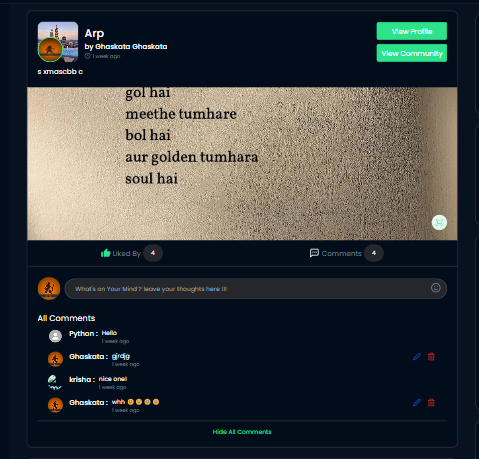 Arp
by Ghaskata Ghaskata
1 week ago
View Profile
View Community
s xmascbb c
gol hai
meethe tumhare
bol hai
aur golden tumhara
soul hai
Liked By 4
Comments 4
What's on Your Mind ? leave your thoughts here !!!
All Comments
Python : Hello
1 week ago
Ghaskata : gjrdjg
1 week ago
krisha : nice one!
1 week ago
Ghaskata : whh 😊 😊 😊 😊
1 week ago
Hide All Comments